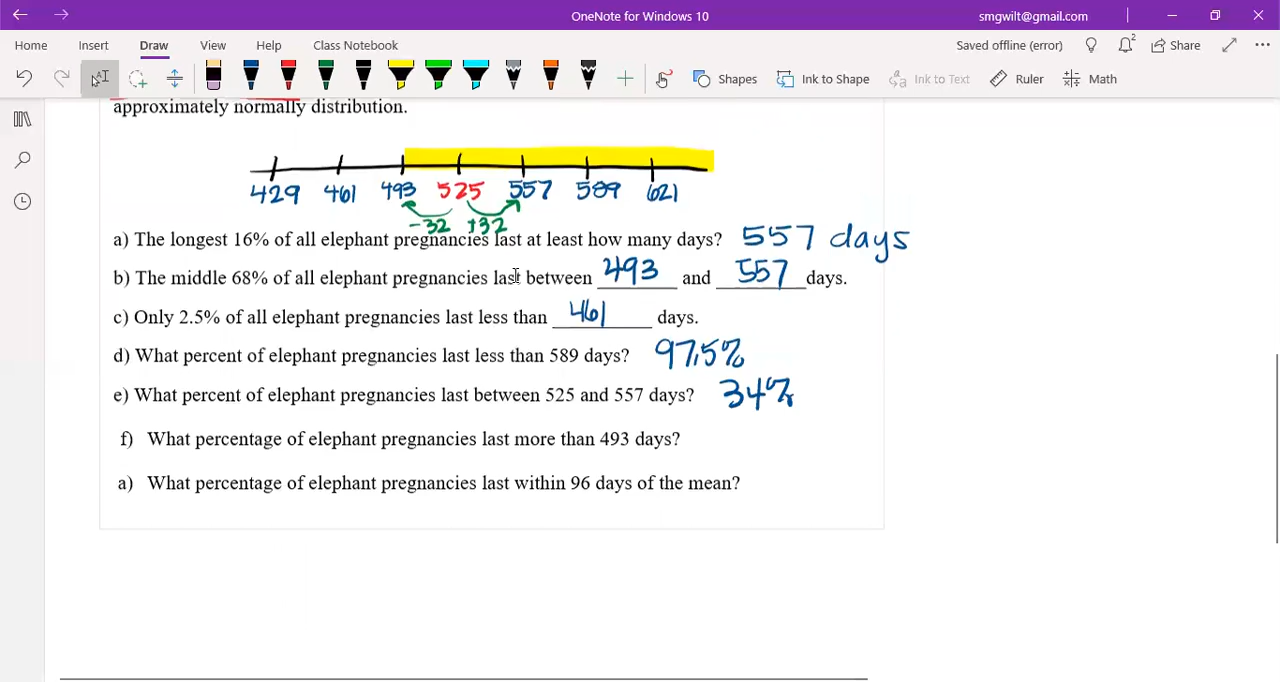 OneNote for Windows 10
smgwilt@gmail.com
Home Insert Draw View Help Class Notebook
Saved offline (error) 2 Share
Shapes Ink to Shape Ink to Text Ruler Math
approximately normally distribution.
429 461 493 525 557 589 621
-32 +32
a) The longest 16% of all elephant pregnancies last at least how many days? 557 days
b) The middle 68% of all elephant pregnancies last between 493 and 557 days.
c) Only 2.5% of all elephant pregnancies last less than 461 days.
d) What percent of elephant pregnancies last less than 589 days? 97.5%
e) What percent of elephant pregnancies last between 525 and 557 days? 34%
f) What percentage of elephant pregnancies last more than 493 days?
a) What percentage of elephant pregnancies last within 96 days of the mean?